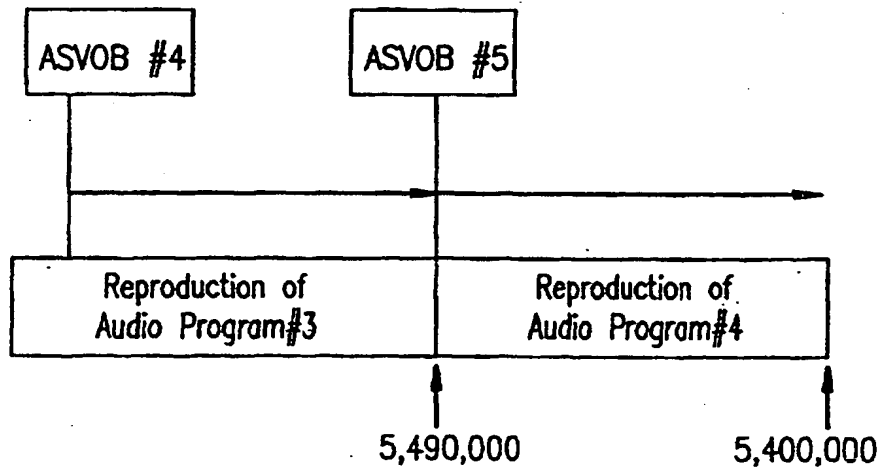 ASVOB #4
ASVOB #5
Reproduction of
Audio Program#3
Reproduction of
Audio Program#4
5,490,000
5,400,000